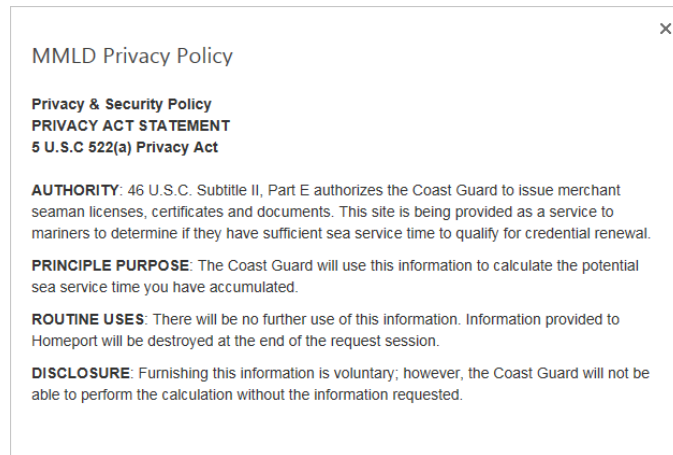 MMLD Privacy Policy
Privacy & Security Policy
PRIVACY ACT STATEMENT
5 U.S.C 522(a) Privacy Act
AUTHORITY: 46 U.S.C. Subtitle II, Part E authorizes the Coast Guard to issue merchant
seaman licenses, certificates and documents. This site is being provided as a service to
mariners to determine if they have sufficient sea service time to qualify for credential renewal.
PRINCIPLE PURPOSE: The Coast Guard will use this information to calculate the potential
sea service time you have accumulated.
ROUTINE USES: There will be no further use of this information. Information provided to
Homeport will be destroyed at the end of the request session.
DISCLOSURE: Furnishing this information is voluntary; however, the Coast Guard will not be
able to perform the calculation without the information requested.